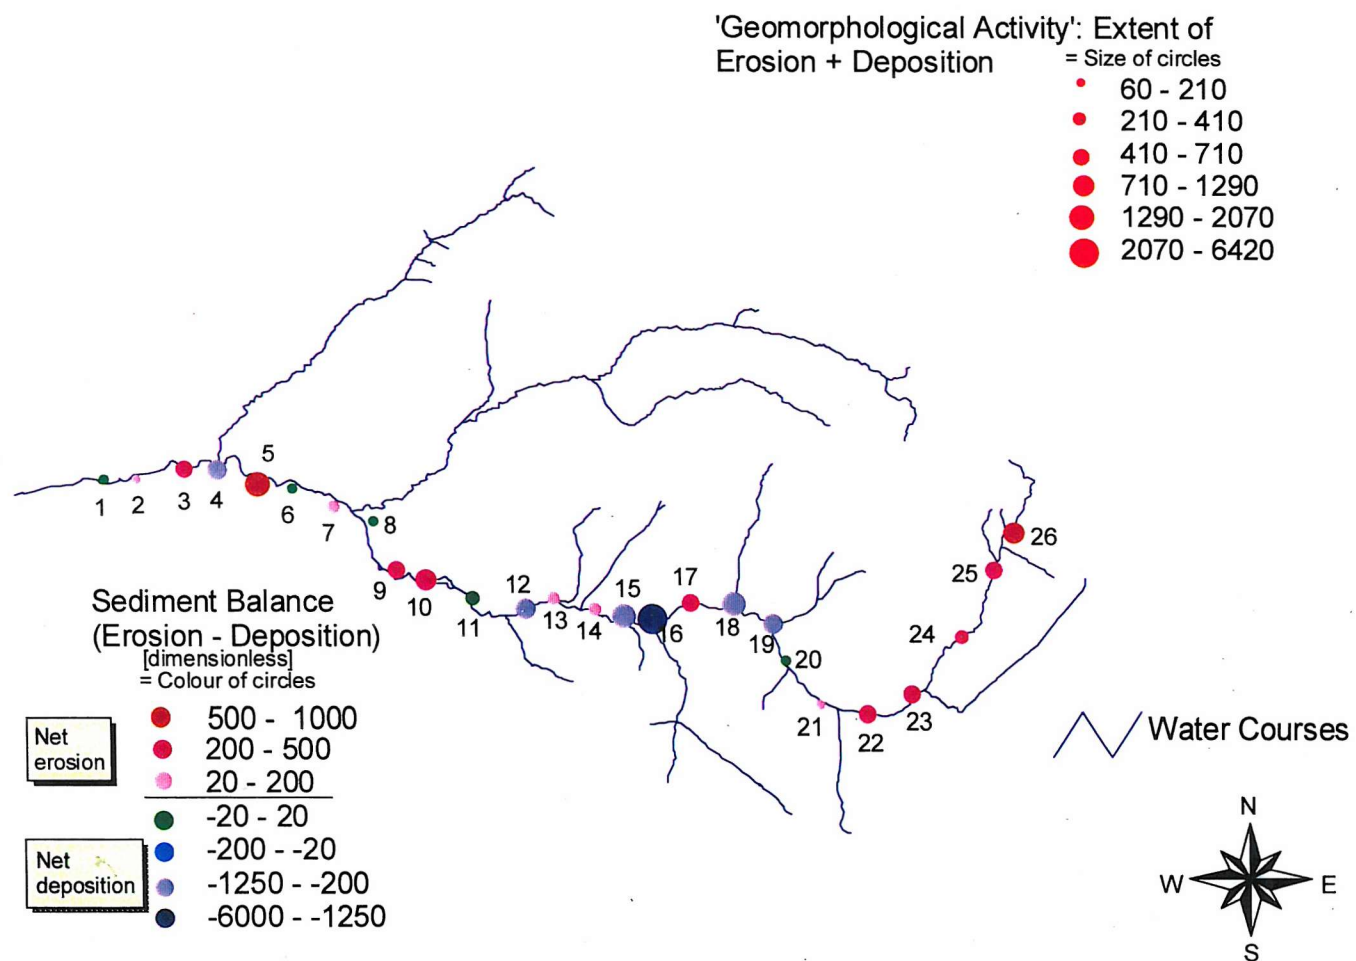 'Geomorphological Activity': Extent of
Erosion + Deposition
= Size of circles
60 - 210
210 - 410
410 - 710
710 - 1290
1290 - 2070
2070 - 6420
1
2
3
4
5
6
7
8
9
10
11
12
13
14
15
16
17
18
19
20
21
22
23
24
25
26
Sediment Balance
(Erosion - Deposition)
[dimensionless]
= Colour of circles
Net
erosion
500 - 1000
200 - 500
20 - 200
Net
deposition
-20 - 20
-200 - -20
-1250 - -200
-6000 - -1250
Water Courses
N
W
E
S